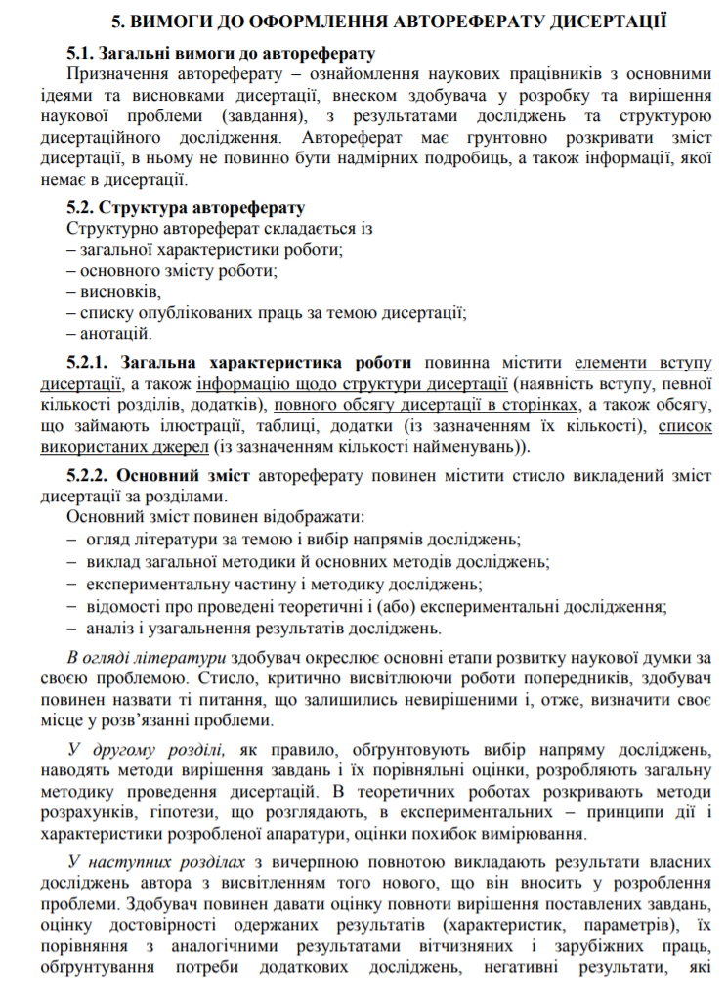 5. ВИМОГИ ДО ОФОРМЛЕННЯ АВТОРЕФЕРАТУ ДИСЕРТАЦІЇ
5.1. Загальні вимоги до автореферату
Призначення автореферату – ознайомлення наукових працівників з основними
ідеями та висновками дисертації, внеском здобувача у розробку та вирішення
наукової проблеми (завдання), з результатами досліджень та структурою
дисертаційного дослідження. Автореферат має грунтовно розкривати зміст
дисертації, в ньому не повинно бути надмірних подробиць, а також інформації, якої
немає в дисертації.
5.2. Структура автореферату
Структурно автореферат складається із
– загальної характеристики роботи;
– основного змісту роботи;
– висновків,
– списку опублікованих праць за темою дисертації;
– анотацій.
5.2.1. Загальна характеристика роботи повинна містити елементи вступу
дисертації, а також інформацію щодо структури дисертації (наявність вступу, певної
кількості розділів, додатків), повного обсягу дисертації в сторінках, а також обсягу,
що займають ілюстрації, таблиці, додатки (із зазначенням їх кількості), список
використаних джерел (із зазначенням кількості найменувань)).
5.2.2. Основний зміст автореферату повинен містити стисло викладений зміст
дисертації за розділами.
Основний зміст повинен відображати:
– огляд літератури за темою і вибір напрямів досліджень;
– виклад загальної методики й основних методів досліджень;
– експериментальну частину і методику досліджень;
– відомості про проведені теоретичні і (або) експериментальні дослідження;
– аналіз і узагальнення результатів досліджень.
В огляді літератури здобувач окреслює основні етапи розвитку наукової думки за
своєю проблемою. Стисло, критично висвітлюючи роботи попередників, здобувач
повинен назвати ті питання, що залишились невирішеними і, отже, визначити своє
місце у розв’язанні проблеми.
У другому розділі, як правило, обґрунтовують вибір напряму досліджень,
наводять методи вирішення завдань і їх порівняльні оцінки, розробляють загальну
методику проведення дисертацій. В теоретичних роботах розкривають методи
розрахунків, гіпотези, що розглядають, в експериментальних – принципи дії і
характеристики розробленої апаратури, оцінки похибок вимірювання.
У наступних розділах з вичерпною повнотою викладають результати власних
досліджень автора з висвітленням того нового, що він вносить у розроблення
проблеми. Здобувач повинен давати оцінку повноти вирішення поставлених завдань,
оцінку достовірності одержаних результатів (характеристик, параметрів), їх
порівняння з аналогічними результатами вітчизняних і зарубіжних праць,
обґрунтування потреби додаткових досліджень, негативні результати, які